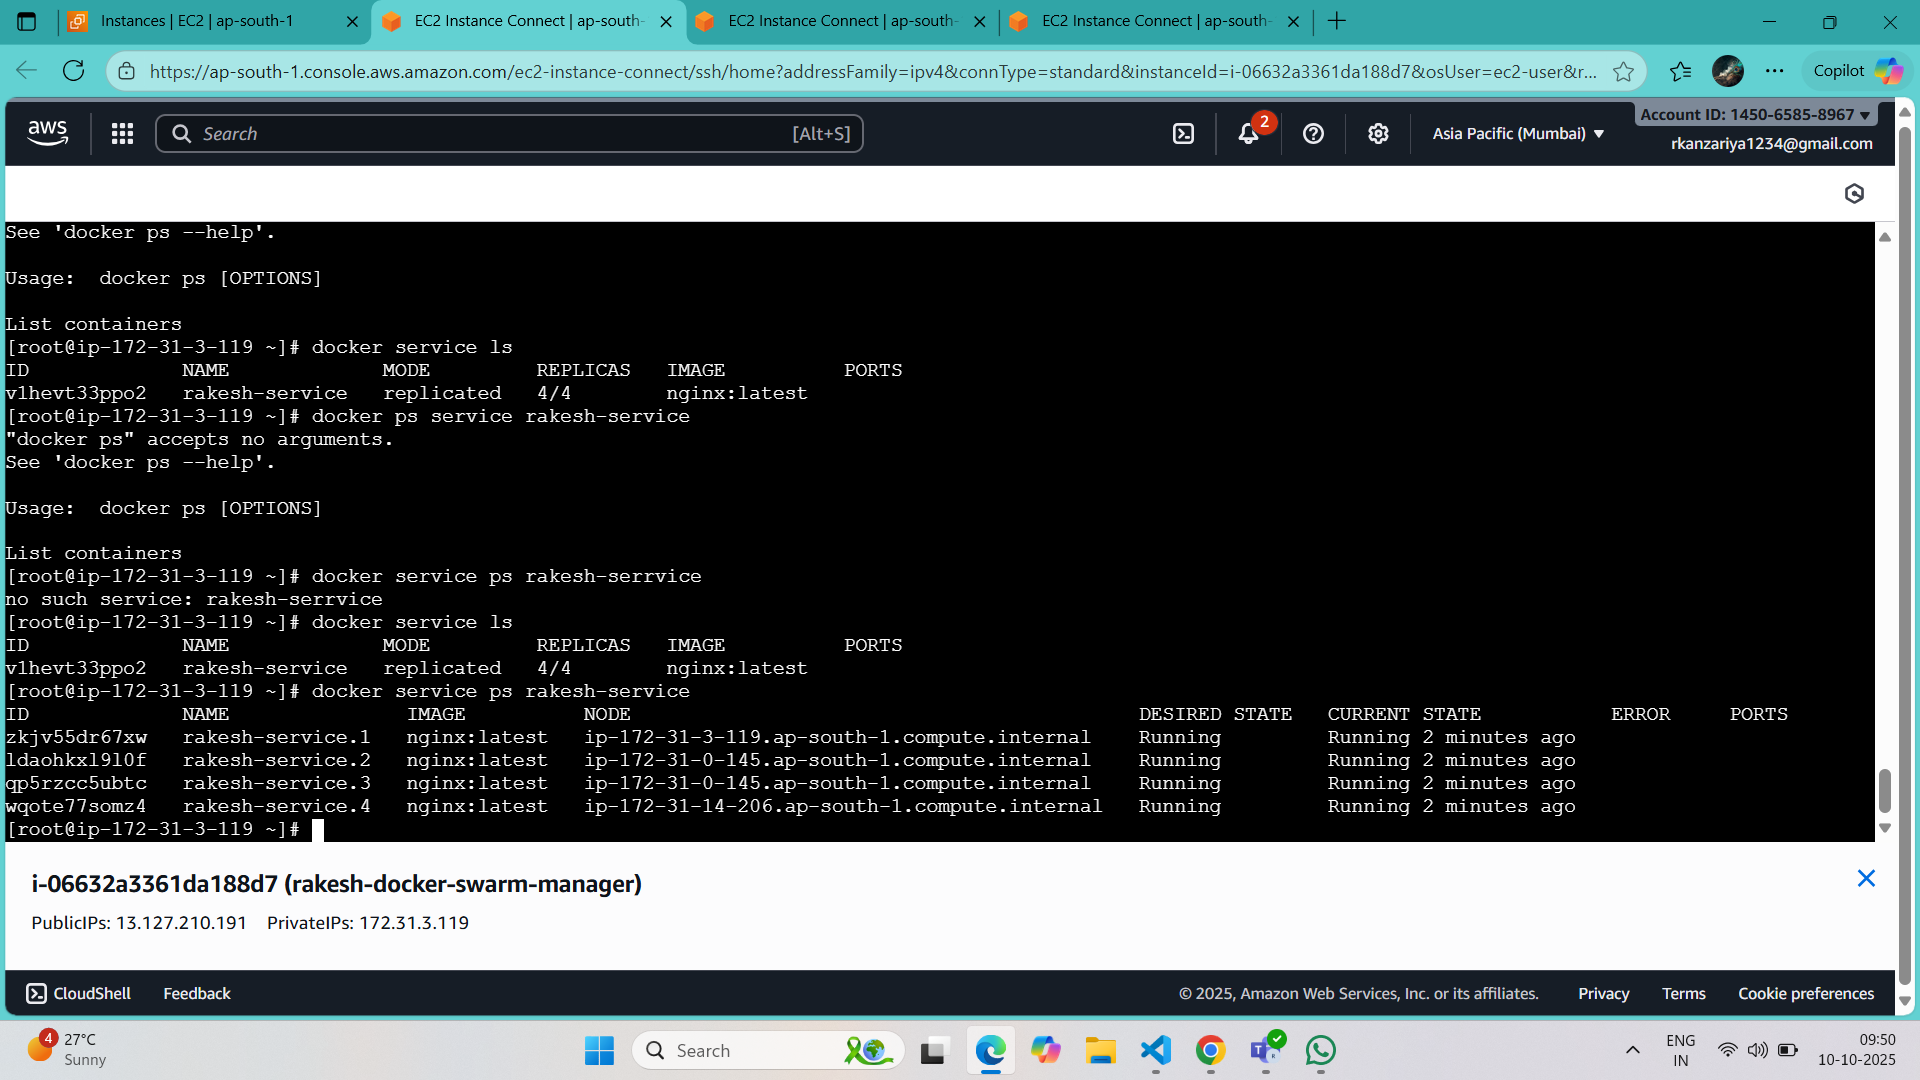 Instances | EC2 | ap-south-1
EC2 Instance Connect | ap-south-
EC2 Instance Connect | ap-south-
EC2 Instance Connect | ap-south-
https://ap-south-1.console.aws.amazon.com/ec2-instance-connect/ssh/home?addressFamily=ipv4&connType=standard&instanceId=i-06632a3361da188d7&osUser=ec2-user&r...
Copilot
aws
Search
[Alt+S]
2
Asia Pacific (Mumbai) ▼
Account ID: 1450-6585-8967 ▼
rkanzariya1234@gmail.com
See 'docker ps --help'.
Usage:  docker ps [OPTIONS]
List containers
[root@ip-172-31-3-119 ~]# docker service ls
ID             NAME             MODE         REPLICAS   IMAGE          PORTS
v1hevt33ppo2   rakesh-service   replicated   4/4        nginx:latest
[root@ip-172-31-3-119 ~]# docker ps service rakesh-service
"docker ps" accepts no arguments.
See 'docker ps --help'.
Usage:  docker ps [OPTIONS]
List containers
[root@ip-172-31-3-119 ~]# docker service ps rakesh-serrvice
no such service: rakesh-serrvice
[root@ip-172-31-3-119 ~]# docker service ls
ID             NAME             MODE         REPLICAS   IMAGE          PORTS
v1hevt33ppo2   rakesh-service   replicated   4/4        nginx:latest
[root@ip-172-31-3-119 ~]# docker service ps rakesh-service
ID             NAME               IMAGE          NODE                                           DESIRED STATE   CURRENT STATE           ERROR     PORTS
zkjv55dr67xw   rakesh-service.1   nginx:latest   ip-172-31-3-119.ap-south-1.compute.internal    Running         Running 2 minutes ago
ldaohkxl9l0f   rakesh-service.2   nginx:latest   ip-172-31-0-145.ap-south-1.compute.internal    Running         Running 2 minutes ago
qp5rzcc5ubtc   rakesh-service.3   nginx:latest   ip-172-31-0-145.ap-south-1.compute.internal    Running         Running 2 minutes ago
wqote77somz4   rakesh-service.4   nginx:latest   ip-172-31-14-206.ap-south-1.compute.internal   Running         Running 2 minutes ago
[root@ip-172-31-3-119 ~]#
i-06632a3361da188d7 (rakesh-docker-swarm-manager)
PublicIPs: 13.127.210.191    PrivateIPs: 172.31.3.119
CloudShell
Feedback
© 2025, Amazon Web Services, Inc. or its affiliates.
Privacy
Terms
Cookie preferences
4
27°C
Sunny
Search
ENG
IN
09:50
10-10-2025